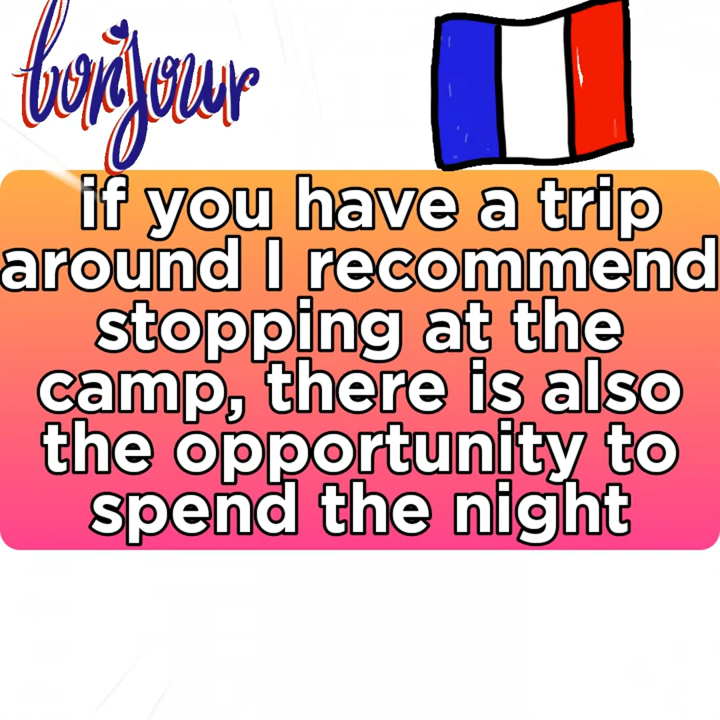 bonjour
if you have a trip
around I recommend
stopping at the
camp, there is also
the opportunity to
spend the night